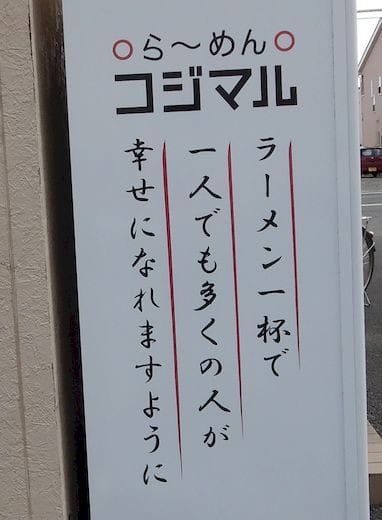 ○ら〜めん○
コジマル
ラーメン一杯で
一人でも多くの人が
幸せになれますように